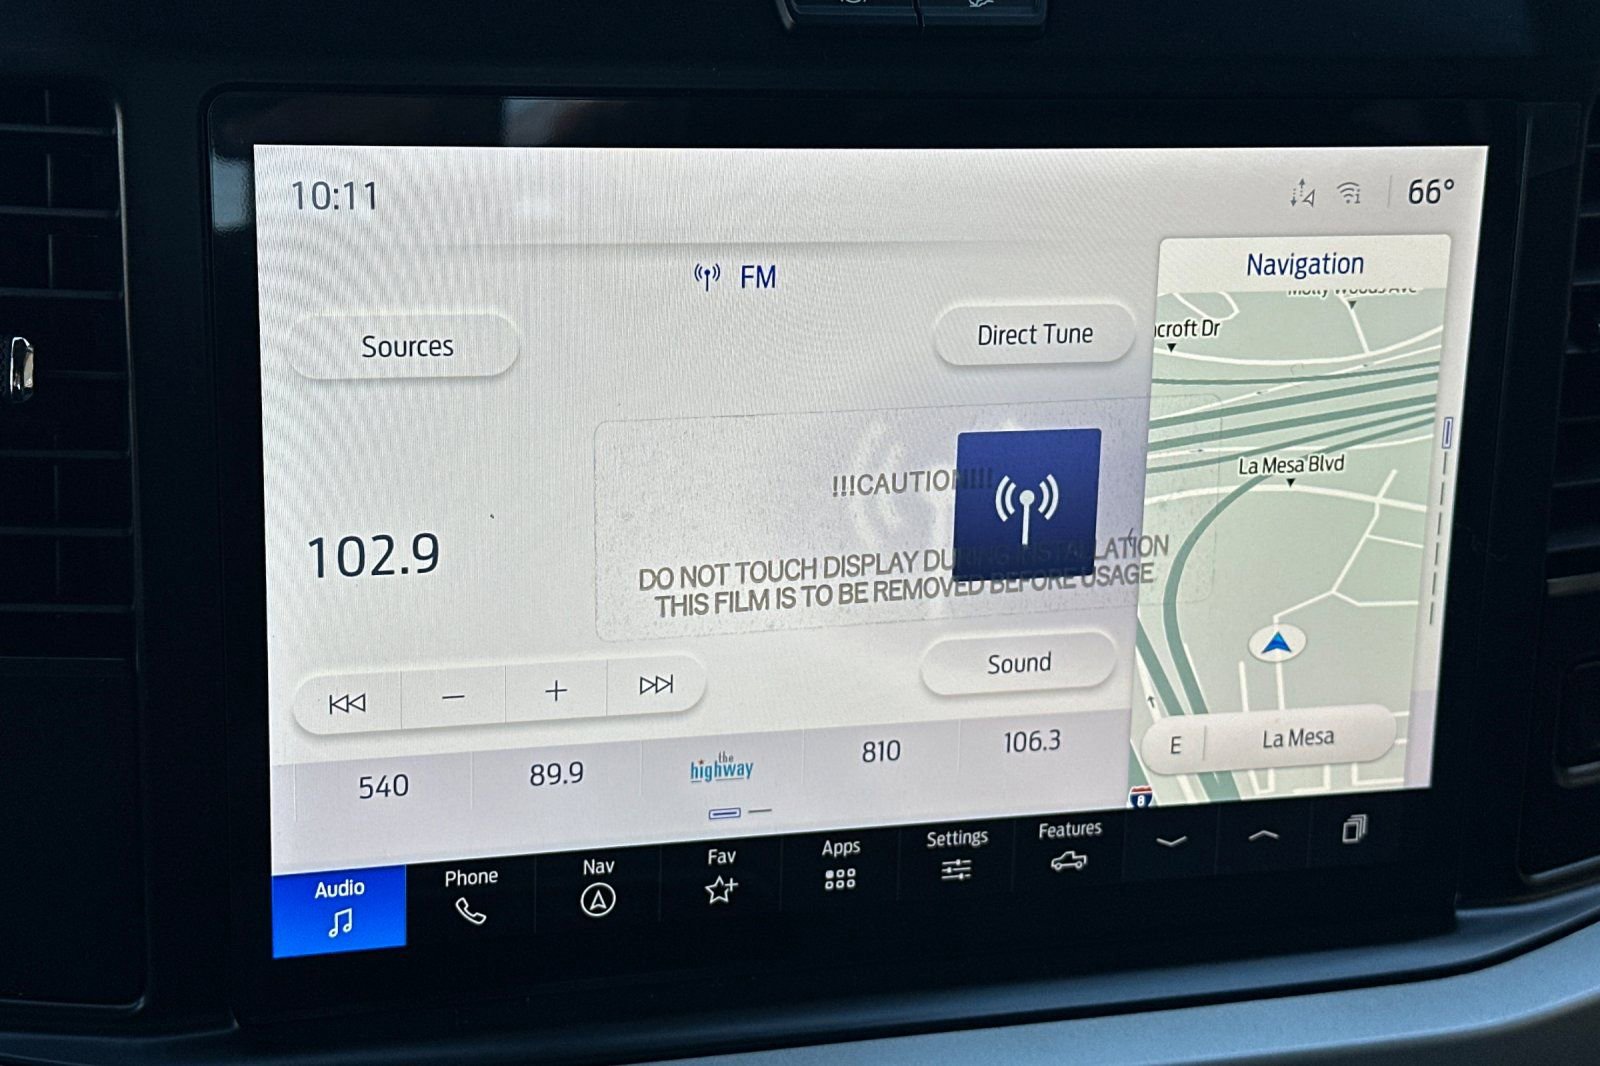 10:11
66°
FM
Navigation
Sources
Direct Tune
croft Dr
La Mesa Blvd
!!!CAUTION!!!
102.9
DO NOT TOUCH DISPLAY DURING INSTALLATION
THIS FILM IS TO BE REMOVED BEFORE USAGE
Sound
E
La Mesa
540
89.9
the
highway
810
106.3
8
Audio
Phone
Nav
Fav
Apps
Settings
Features